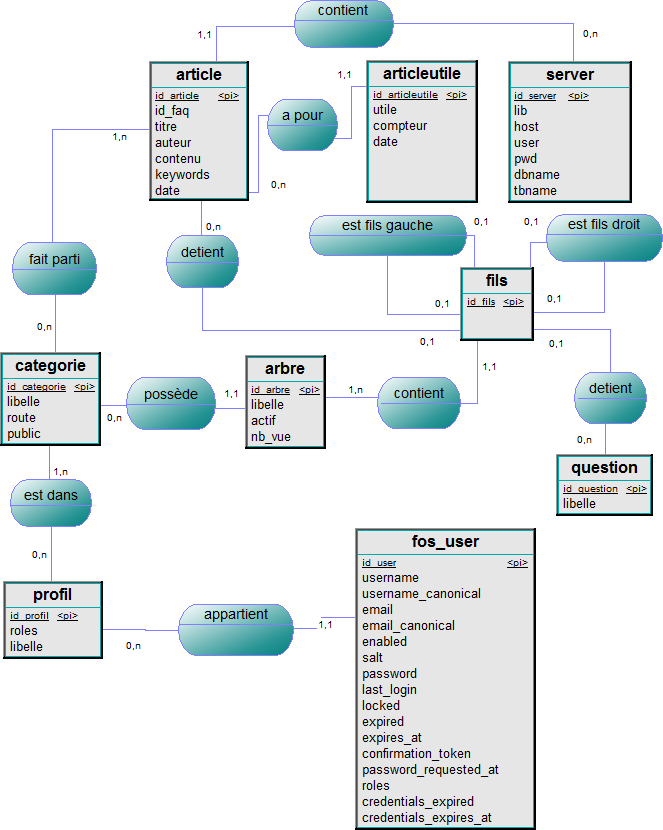 contient
1,1
0,n
article
id_article <pi>
id_faq
titre
auteur
contenu
keywords
date
articleutile
id_articleutile <pi>
utile
compteur
date
server
id_server <pi>
lib
host
user
pwd
dbname
tbname
1,1
a pour
0,n
1,n
fait parti
0,n
0,n
detient
0,1
est fils gauche
0,1
0,1
est fils droit
0,1
0,1
fils
id_fils <pi>
0,1
detient
0,n
question
id_question <pi>
libelle
categorie
id_categorie <pi>
libelle
route
public
possède
0,n
1,1
arbre
id_arbre <pi>
libelle
actif
nb_vue
1,n
contient
1,1
1,n
est dans
0,n
profil
id_profil <pi>
roles
libelle
0,n
appartient
1,1
fos_user
id_user <pi>
username
username_canonical
email
email_canonical
enabled
salt
password
last_login
locked
expired
expires_at
confirmation_token
password_requested_at
roles
credentials_expired
credentials_expires_at